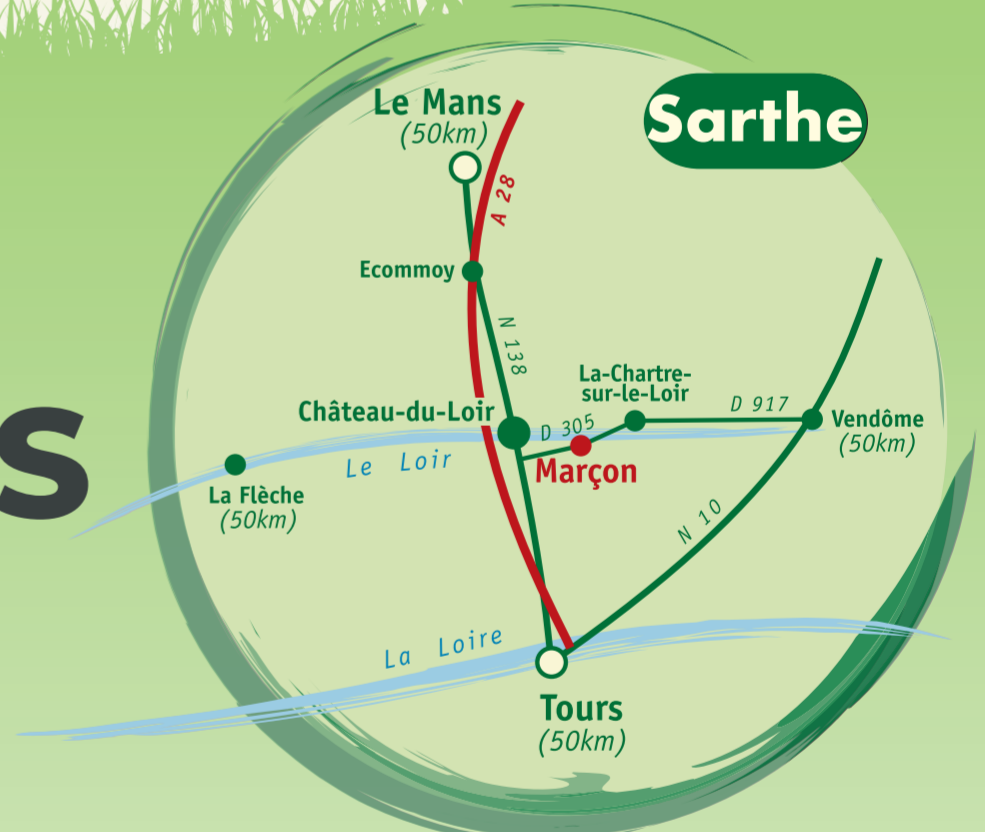 Le Mans
(50km)
Sarthe
A 28
Ecommoy
N 138
La-Chartre-
sur-le-Loir
D 917
Château-du-Loir
D 305
Vendôme
(50km)
Le Loir
Marçon
La Flèche
(50km)
N 10
La Loire
Tours
(50km)
S